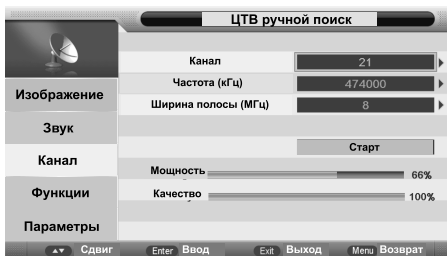 ЦТВ ручной поиск
Канал 21
Частота (кГц) 474000
Ширина полосы (МГц) 8
Старт
Мощность 66%
Качество 100%
Изображение
Звук
Канал
Функции
Параметры
Сдвиг Enter Ввод Exit Выход Menu Возврат